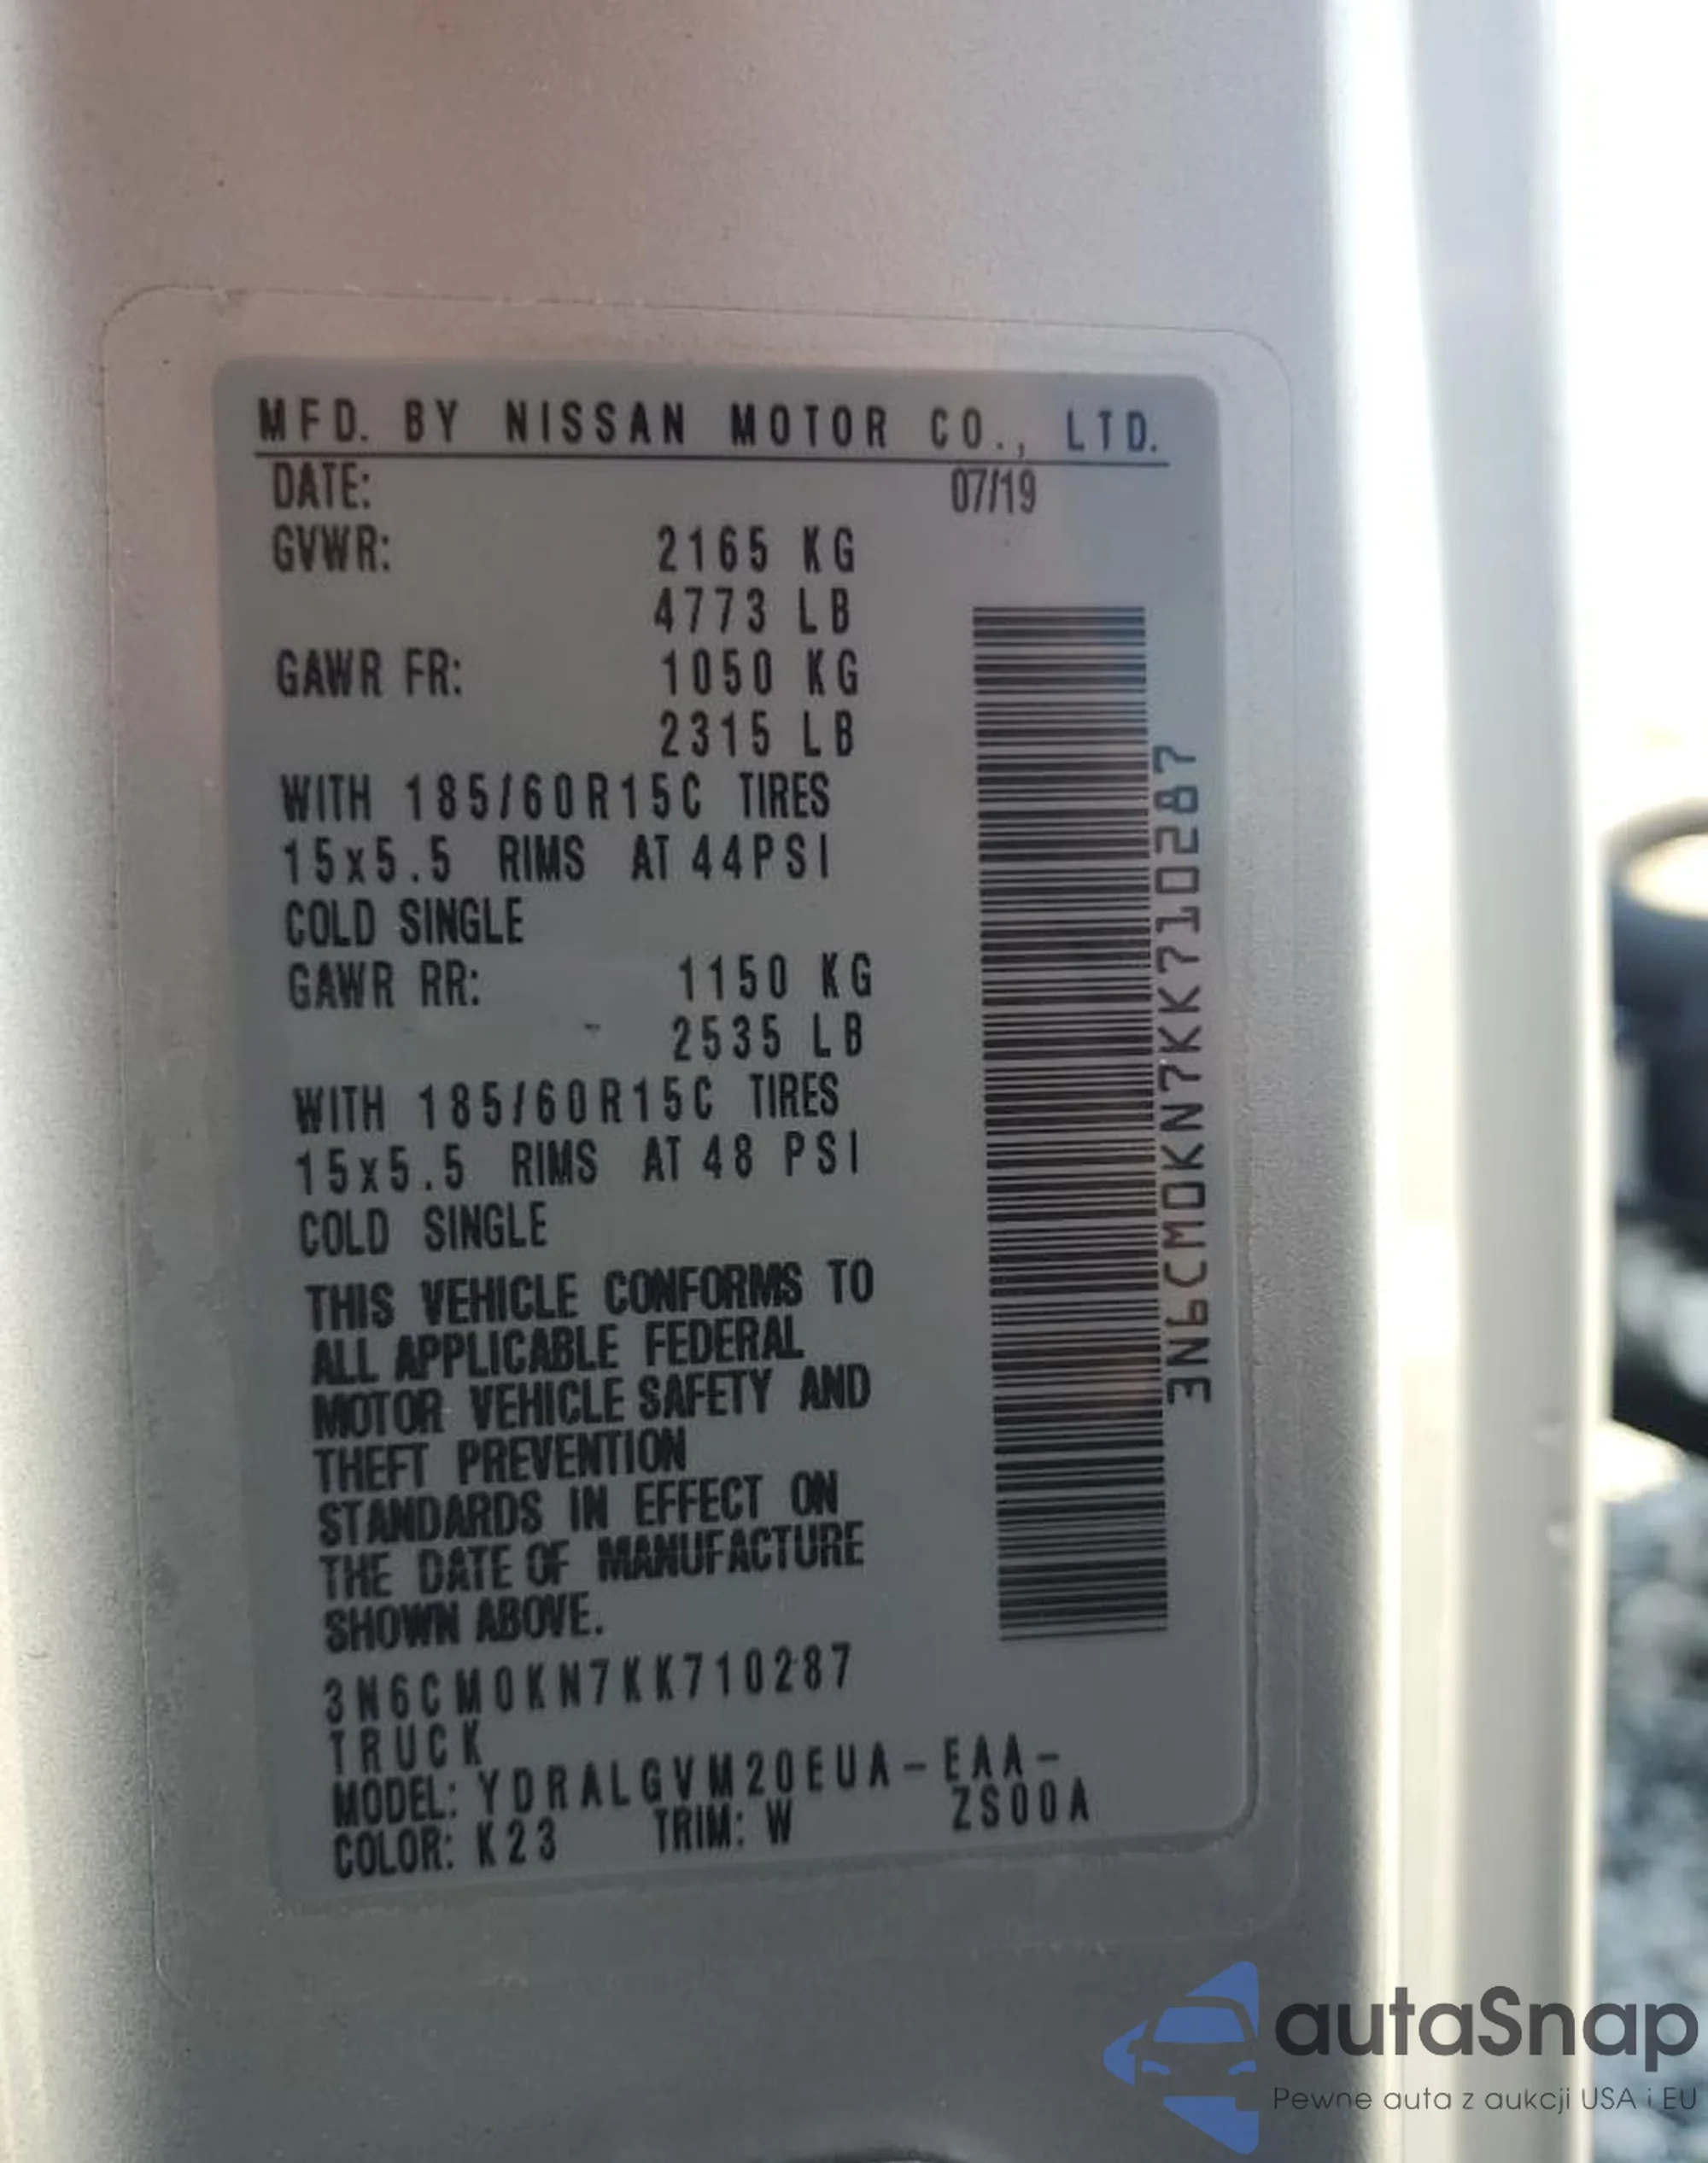 MFD. BY NISSAN MOTOR CO., LTD.
DATE: 07/19
GVWR: 2165 KG
4773 LB
GAWR FR: 1050 KG
2315 LB
WITH 185/60R15C TIRES
15x5.5 RIMS AT 44PSI
COLD SINGLE
GAWR RR: 1150 KG
2535 LB
WITH 185/60R15C TIRES
15x5.5 RIMS AT 48 PSI
COLD SINGLE
THIS VEHICLE CONFORMS TO
ALL APPLICABLE FEDERAL
MOTOR VEHICLE SAFETY AND
THEFT PREVENTION
STANDARDS IN EFFECT ON
THE DATE OF MANUFACTURE
SHOWN ABOVE.
3N6CM0KN7KK710287
TRUCK
MODEL: YDRALGVM20EUA-EAA-
ZS00A
COLOR: K23 TRIM: W
3N6CM0KN7KK710287
autaSnap
Pewne auta z aukcji USA i EU